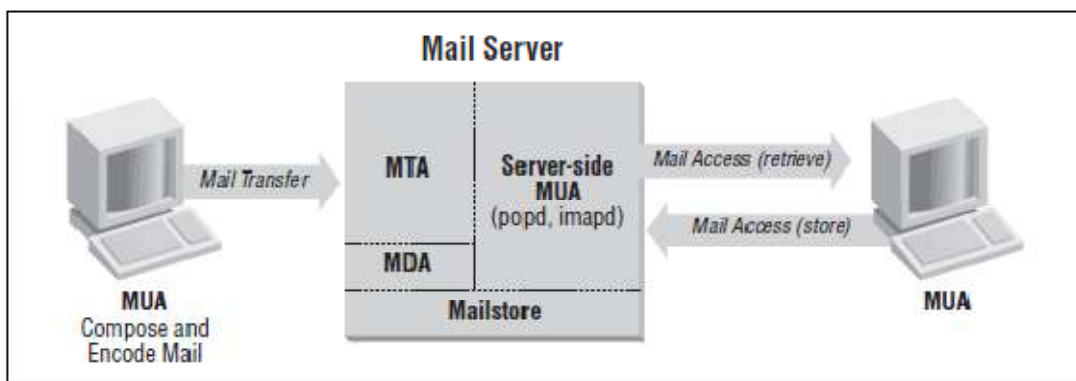 Mail Server
MUA
Compose and
Encode Mail
Mail Transfer
MTA
MDA
Server-side
MUA
(popd, imapd)
Mailstore
Mail Access (retrieve)
Mail Access (store)
MUA